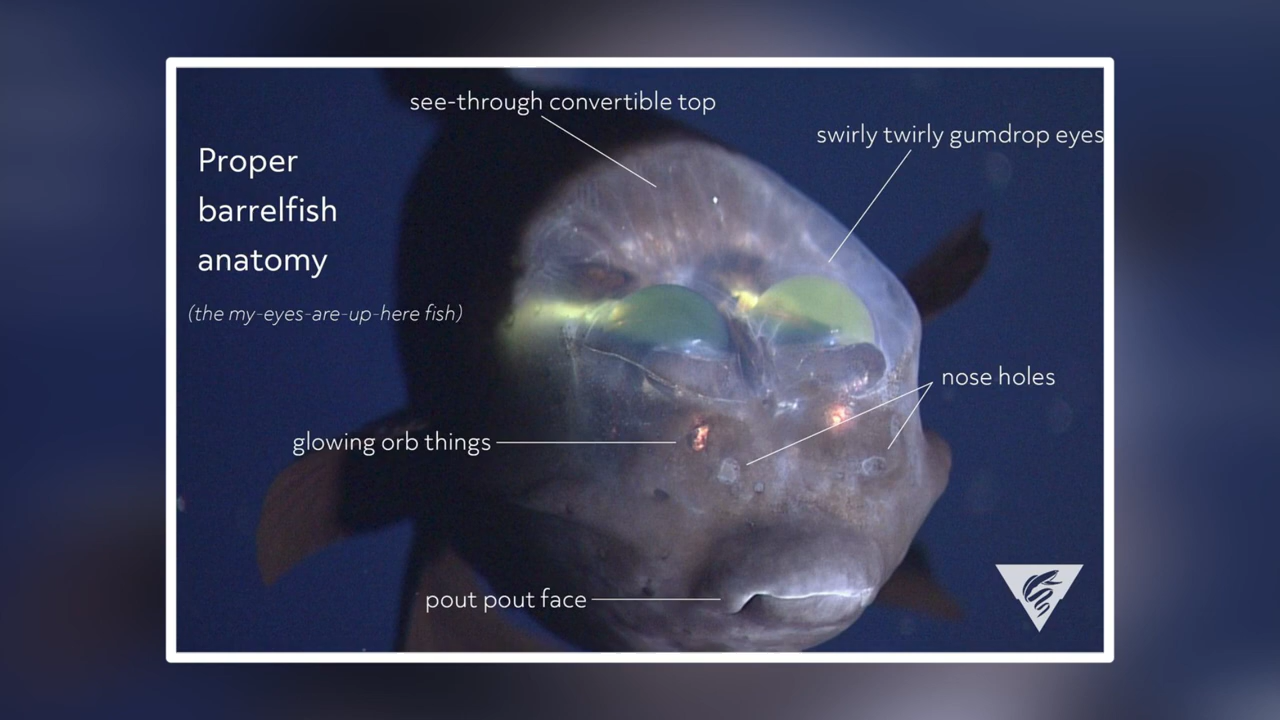 see-through convertible top
swirly twirly gumdrop eyes
Proper
barrelfish
anatomy
(the my-eyes-are-up-here fish)
nose holes
glowing orb things
pout pout face